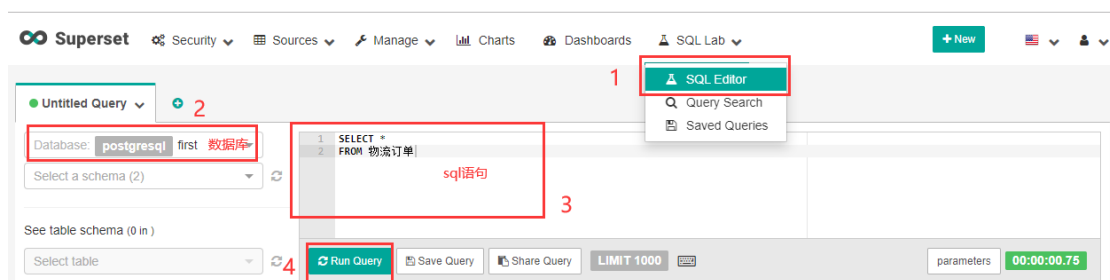 Superset Security Sources Manage Charts Dashboards SQL Lab + New
1 SQL Editor
Query Search
Saved Queries
Untitled Query 2
Database: postgresql first 数据库
Select a schema (2)
1 SELECT *
2 FROM 物流订单
sql语句
3
See table schema (0 in )
Select table
4 Run Query Save Query Share Query LIMIT 1000 parameters 00:00:00.75